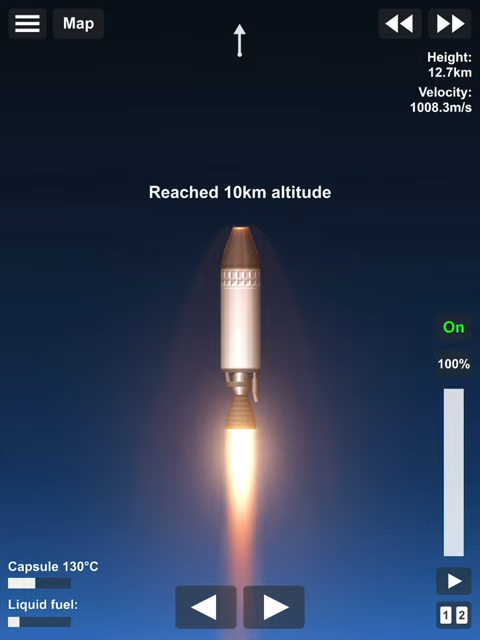 Map
Height:
12.7km
Velocity:
1008.3m/s
Reached 10km altitude
On
100%
Capsule 130°C
Liquid fuel:
1 2